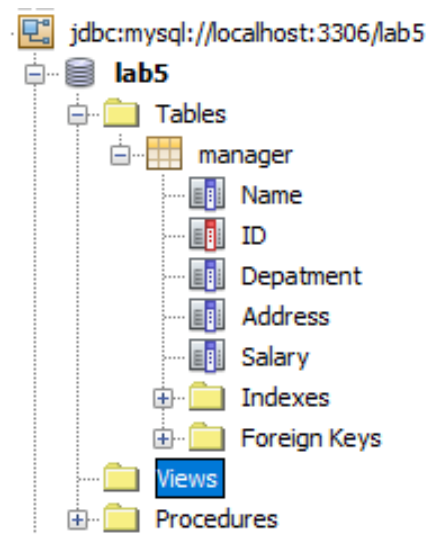 jdbc:mysql://localhost:3306/lab5
lab5
Tables
manager
Name
ID
Depatment
Address
Salary
Indexes
Foreign Keys
Views
Procedures